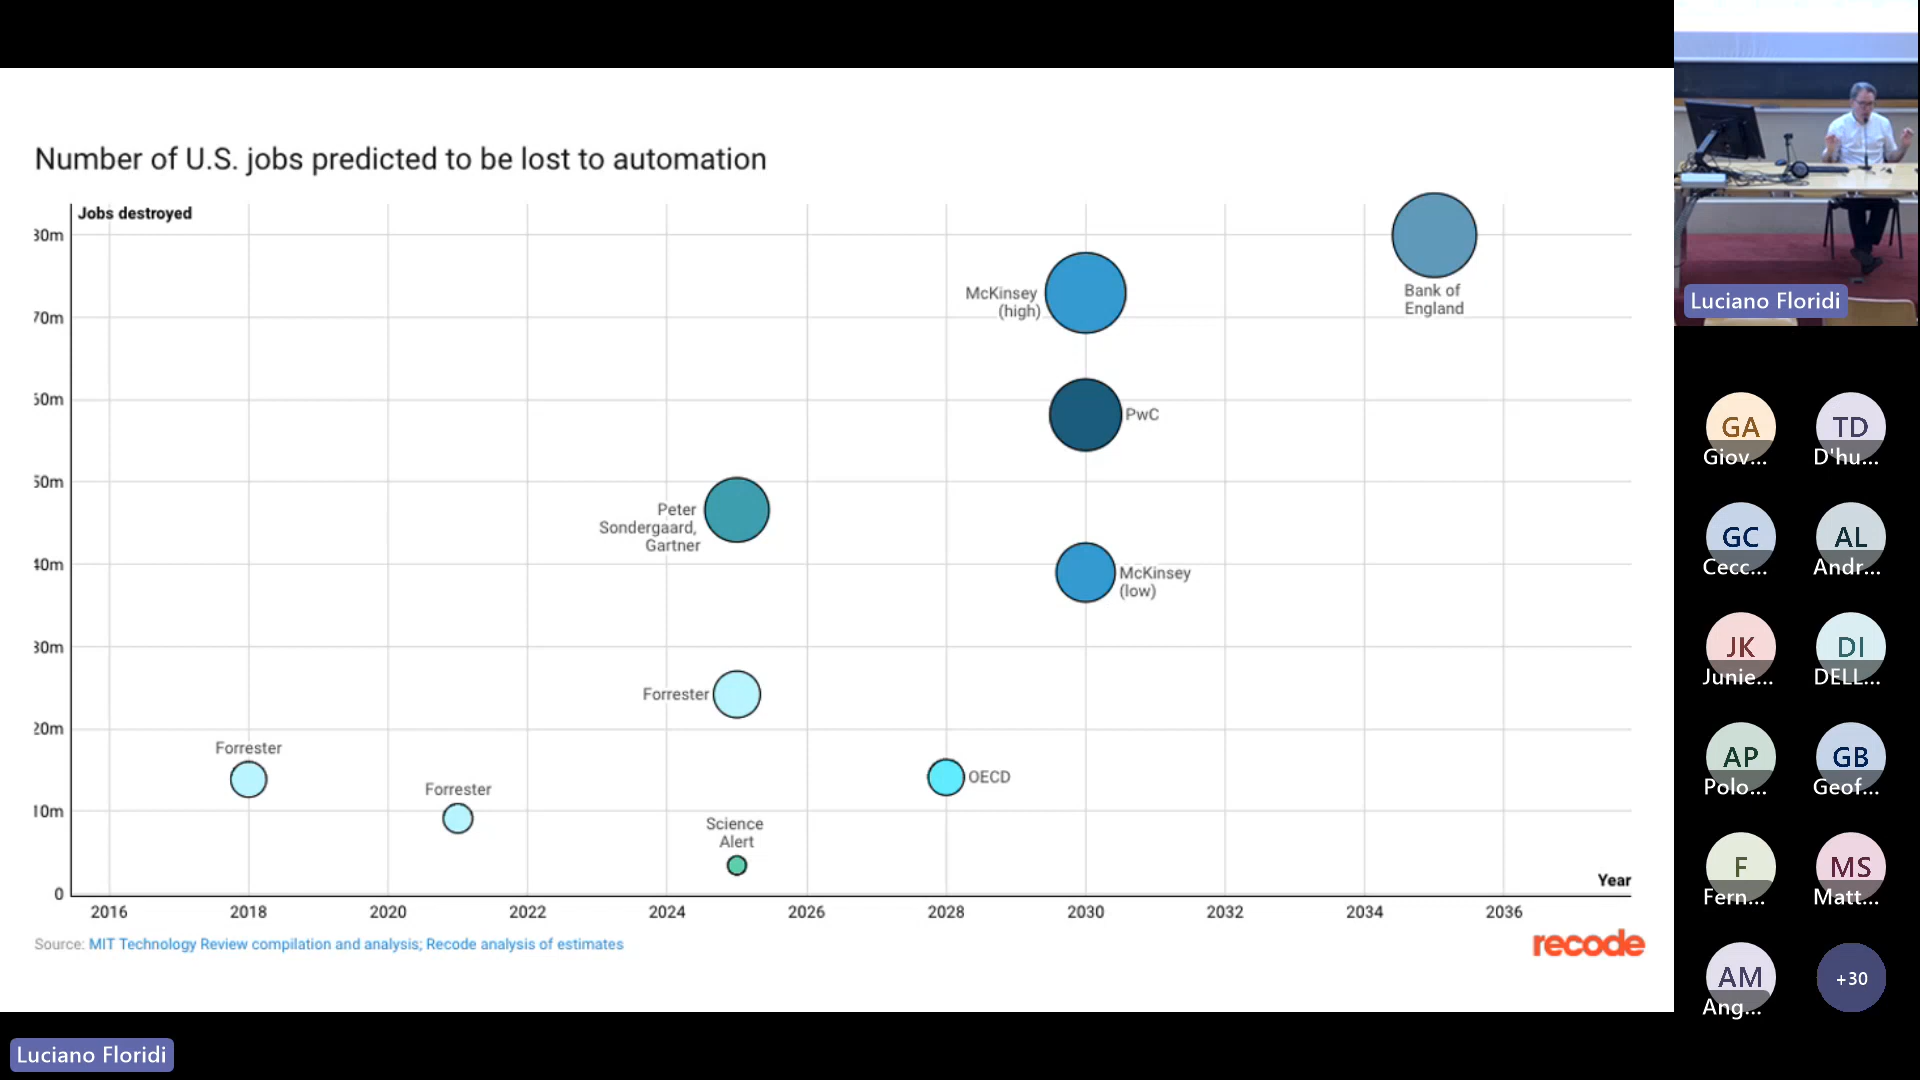 Number of U.S. jobs predicted to be lost to automation
Jobs destroyed
80m
70m
60m
50m
40m
30m
20m
10m
0
McKinsey
(high)
Bank of
England
PwC
Peter
Sondergaard,
Gartner
McKinsey
(low)
Forrester
Forrester
Forrester
OECD
Science
Alert
Year
2016 2018 2020 2022 2024 2026 2028 2030 2032 2034 2036
Source: MIT Technology Review compilation and analysis; Recode analysis of estimates
recode
Luciano Floridi
Luciano Floridi
GA TD
Giov... D'hu...
GC AL
Cecc... Andr...
JK DI
Junie... DELL...
AP GB
Polo... Geof...
F MS
Fern... Matt...
AM +30
Ang...